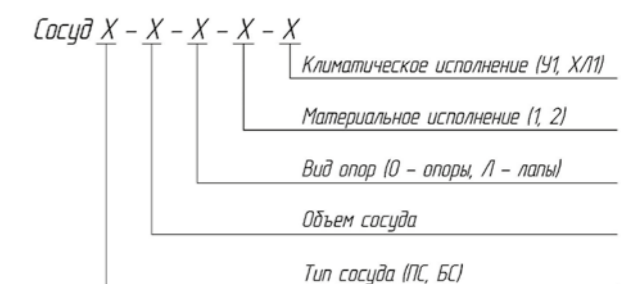 Сосуд Х – Х – Х – Х – Х
Климатическое исполнение (У1, ХЛ1)
Материальное исполнение (1, 2)
Вид опор (О – опоры, Л – лапы)
Объем сосуда
Тип сосуда (ПС, БС)